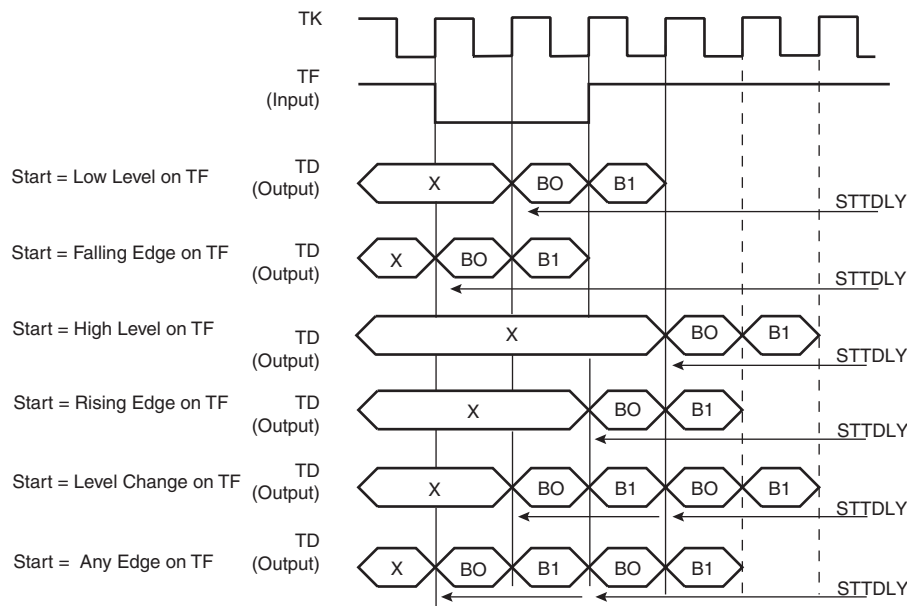 TK
TF
(Input)
Start = Low Level on TF
TD
(Output)
X
BO
B1
STTDLY
Start = Falling Edge on TF
TD
(Output)
X
BO
B1
STTDLY
Start = High Level on TF
TD
(Output)
X
BO
B1
STTDLY
Start = Rising Edge on TF
TD
(Output)
X
BO
B1
STTDLY
Start = Level Change on TF
TD
(Output)
X
BO
B1
BO
B1
STTDLY
Start = Any Edge on TF
TD
(Output)
X
BO
B1
BO
B1
STTDLY